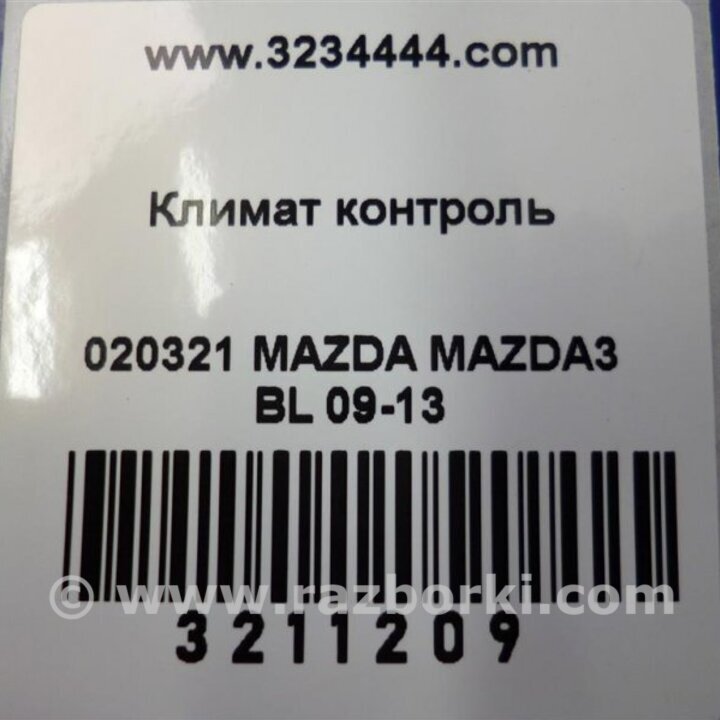 www.3234444.com
Климат контроль
020321 MAZDA MAZDA3
BL 09-13
© www.razborki.com
3211209